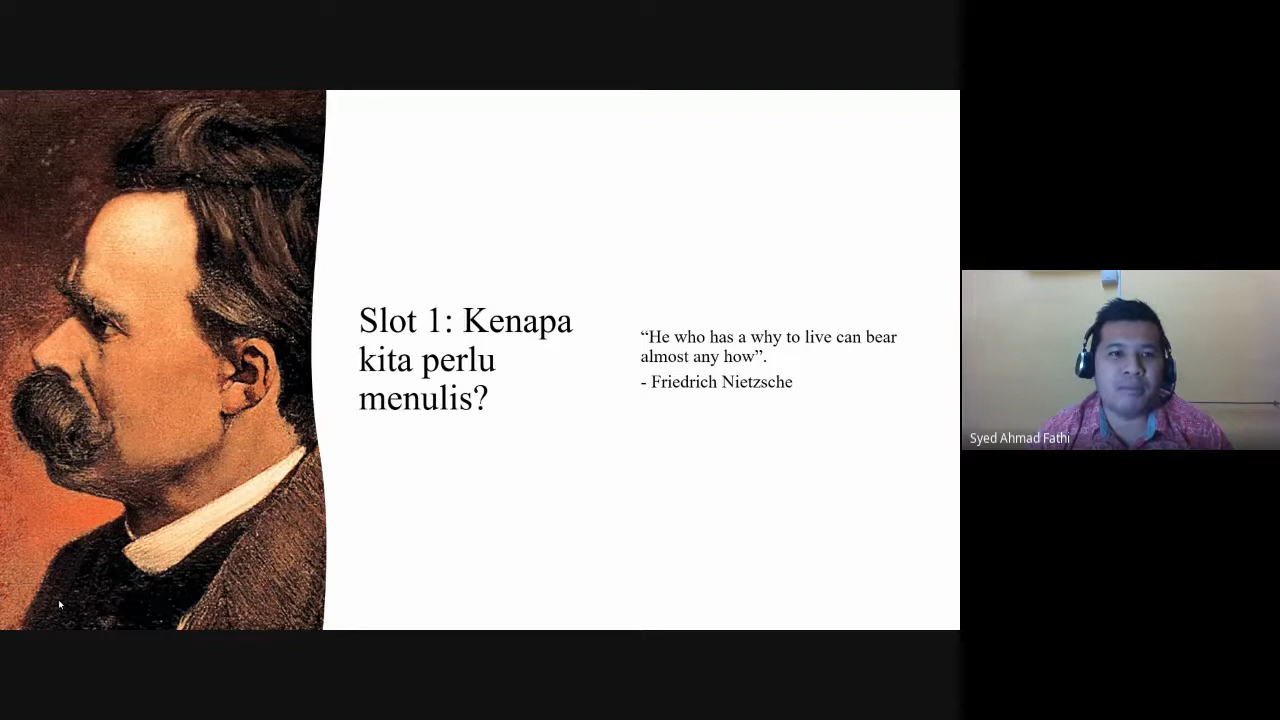 Slot 1: Kenapa
kita perlu
menulis?
“He who has a why to live can bear
almost any how”.
- Friedrich Nietzsche
Syed Ahmad Fathi